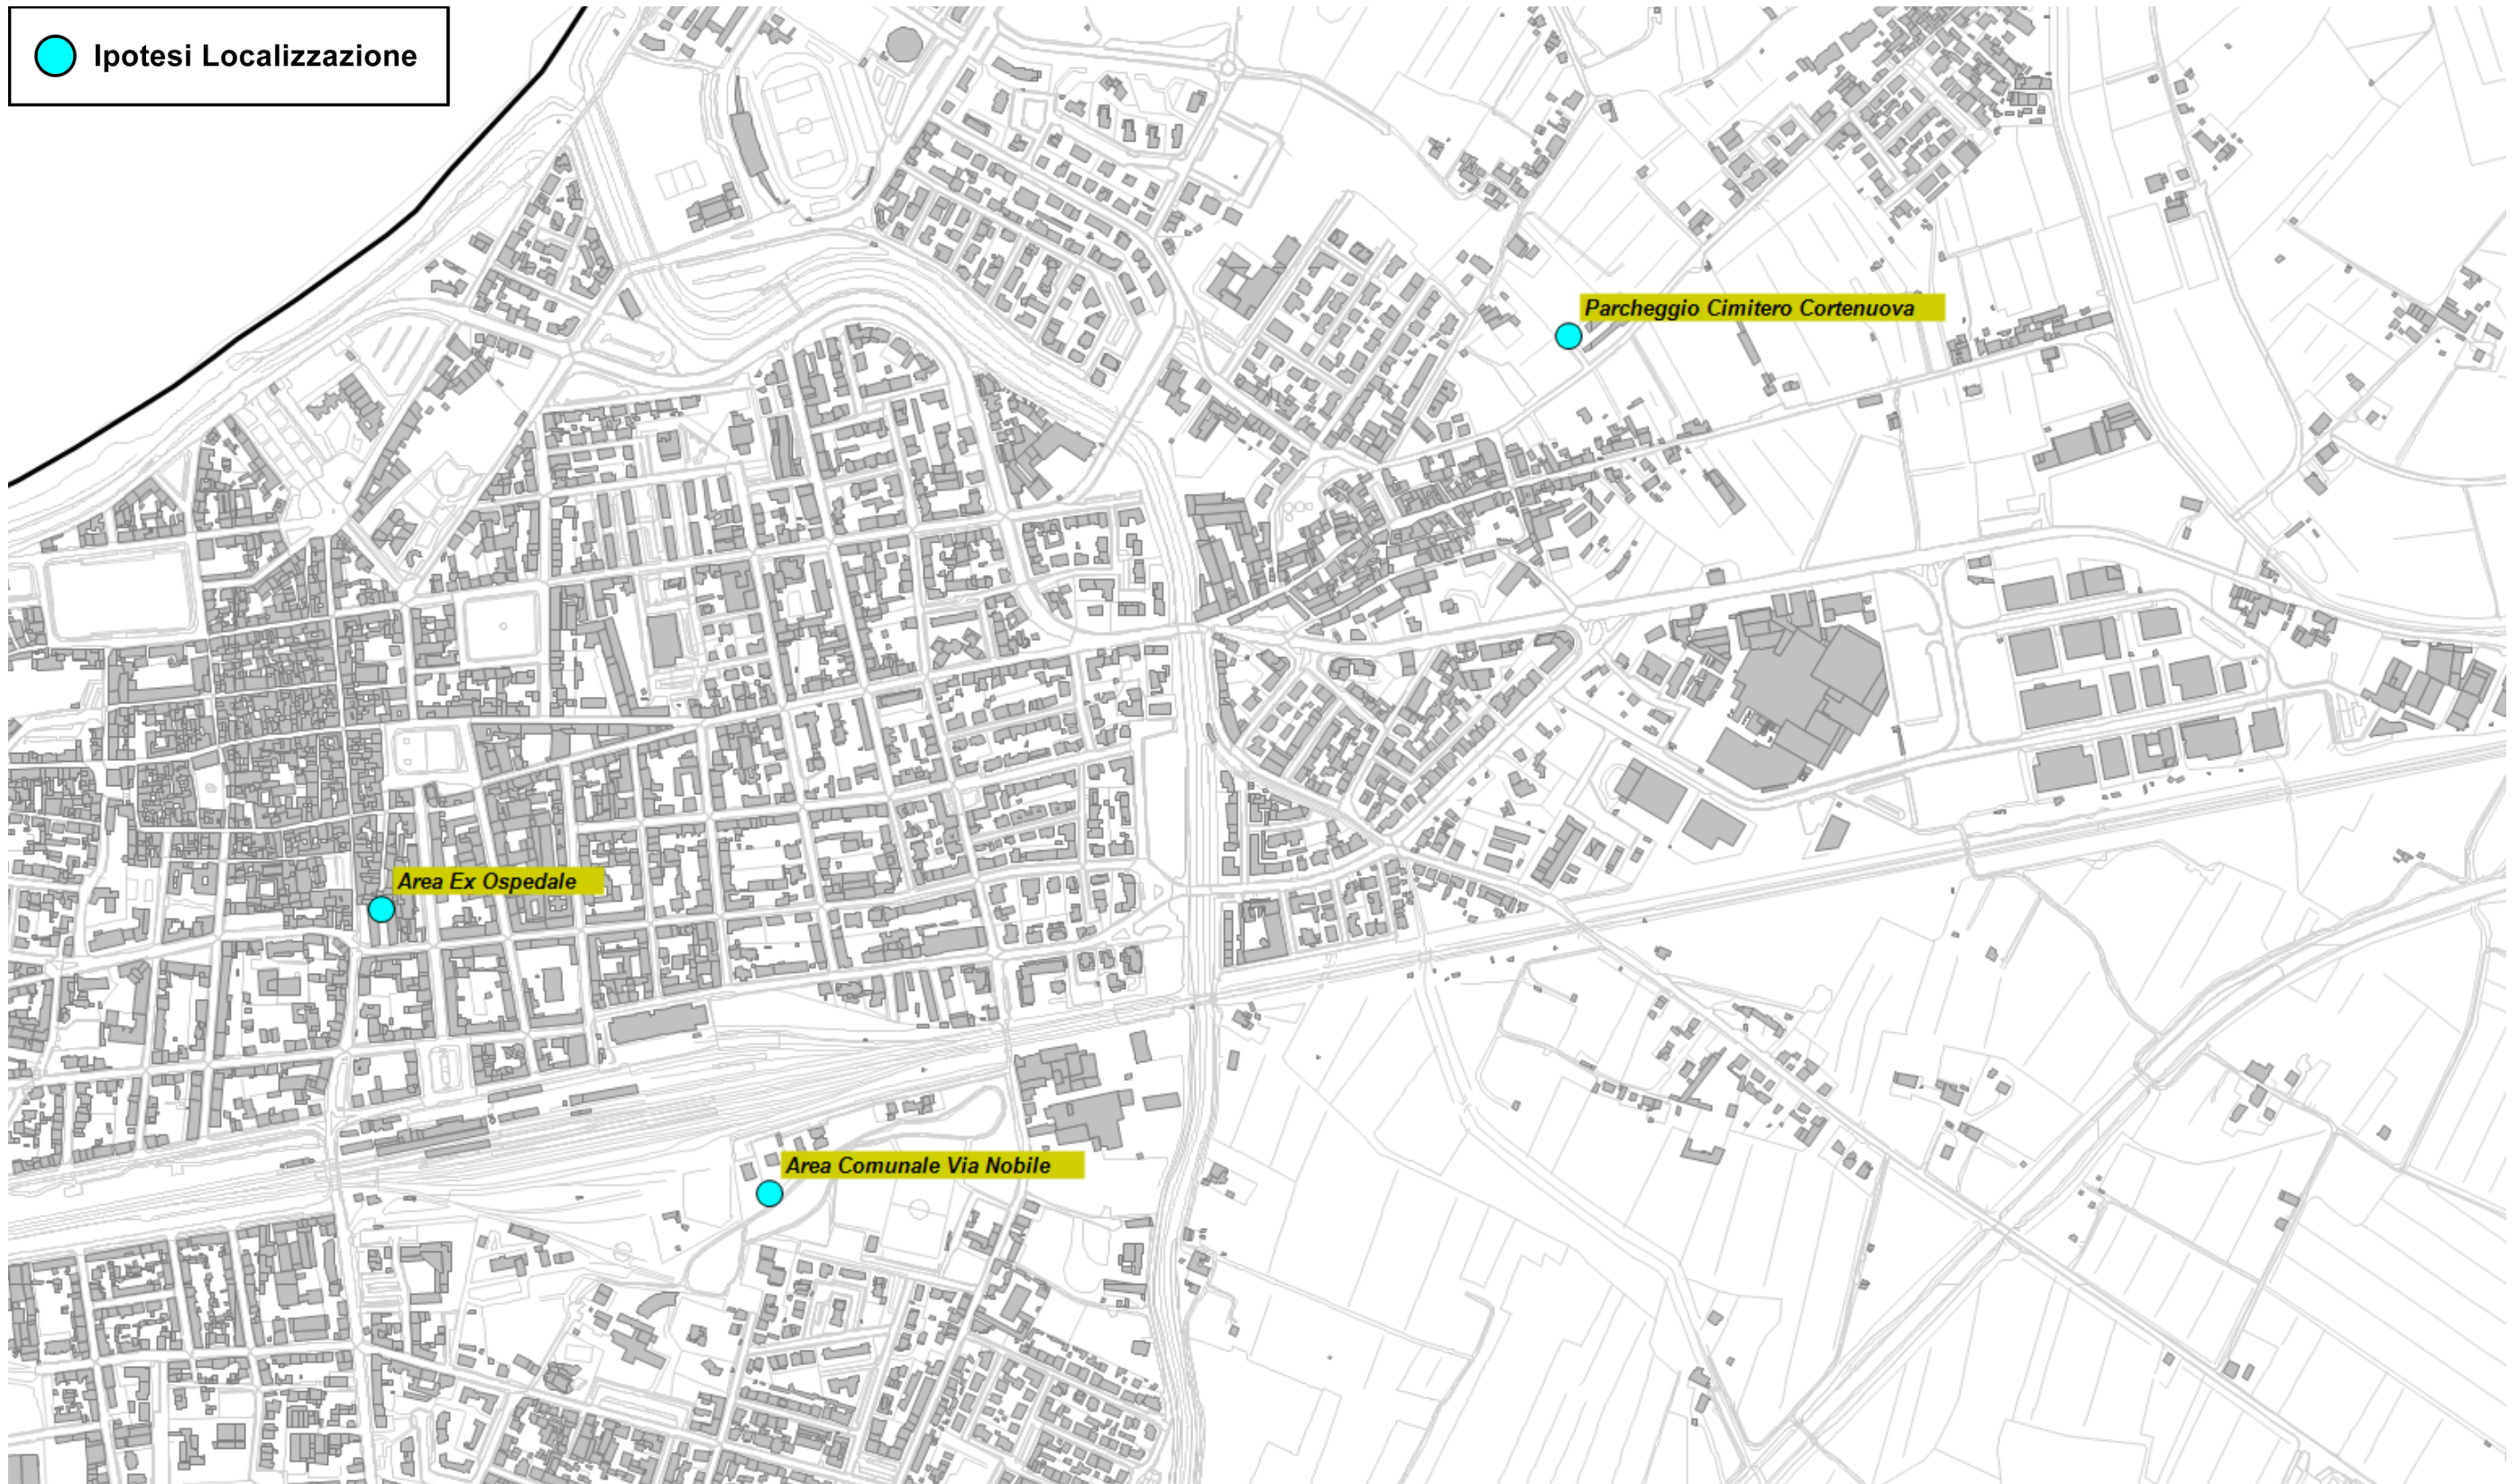 Ipotesi Localizzazione
Parcheggio Cimitero Cortenuova
Area Ex Ospedale
Area Comunale Via Nobile